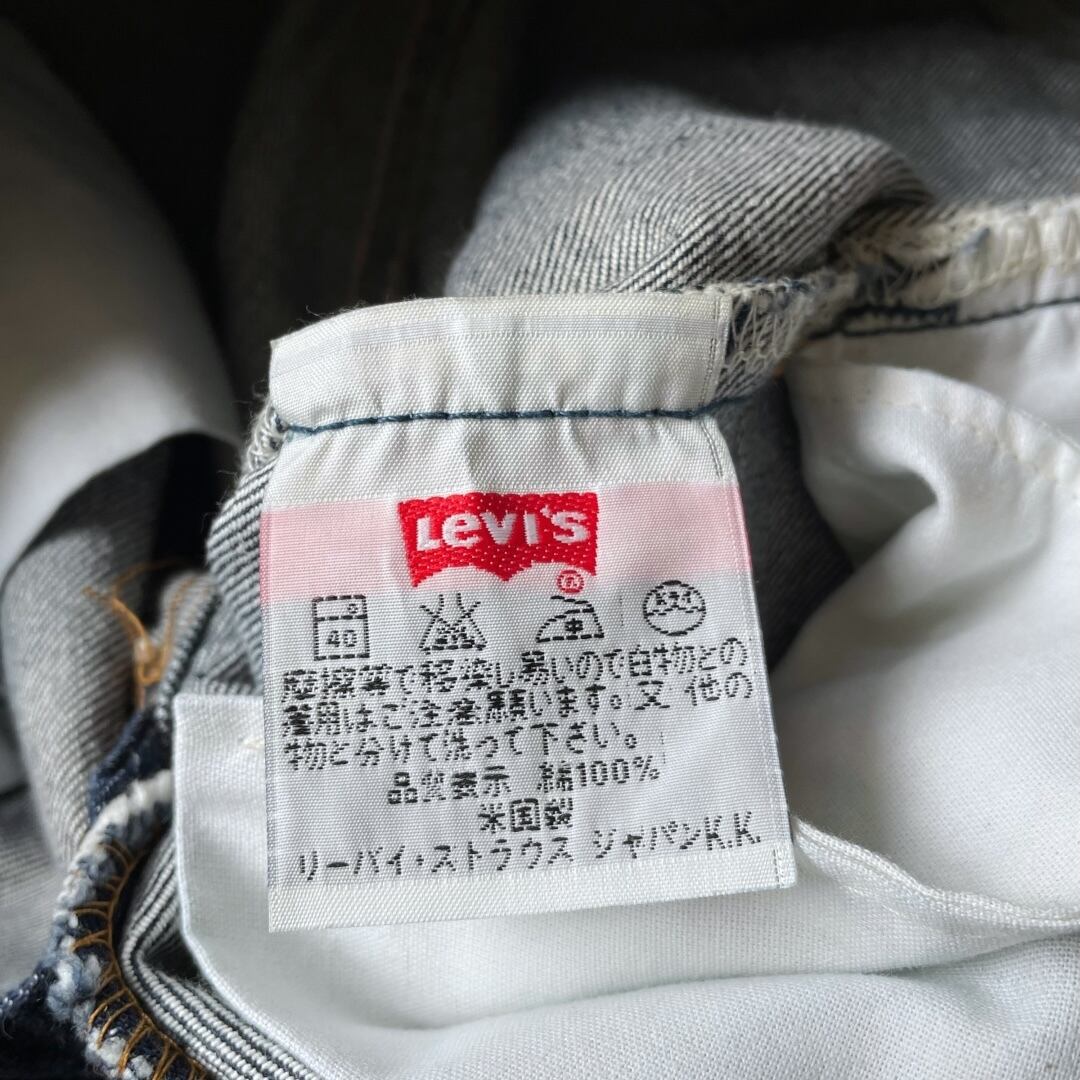 LEVI'S
®
40
中
摩擦等で移染し易いので白物との
着用はご注意願います。又他の
物と分けて洗って下さい。
品質表示 綿100%
米国製
リーバイ・ストラウス ジャパンK.K.